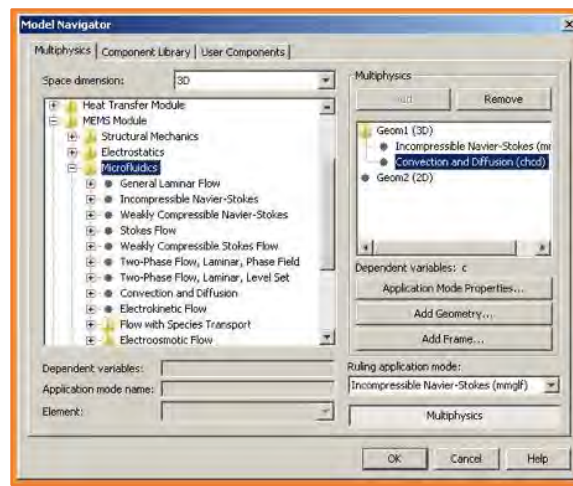 Model Navigator
Multiphysics Component Library User Components
Space dimension: 3D
Heat Transfer Module
MEMS Module
Structural Mechanics
Electrostatics
Microfluidics
General Laminar Flow
Incompressible Navier-Stokes
Weakly Compressible Navier-Stokes
Stokes Flow
Weakly Compressible Stokes Flow
Two-Phase Flow, Laminar, Phase Field
Two-Phase Flow, Laminar, Level Set
Convection and Diffusion
Electrokinetic Flow
Flow with Species Transport
Electroosmotic Flow
Dependent variables:
Application mode name:
Element:
Multiphysics
Remove
Geom1 (3D)
Incompressible Navier-Stokes
Convection and Diffusion (chcd)
Geom2 (2D)
Dependent variables: c
Application Mode Properties...
Add Geometry...
Add Frame...
Ruling application mode:
Incompressible Navier-Stokes (mmglf)
Multiphysics
OK Cancel Help